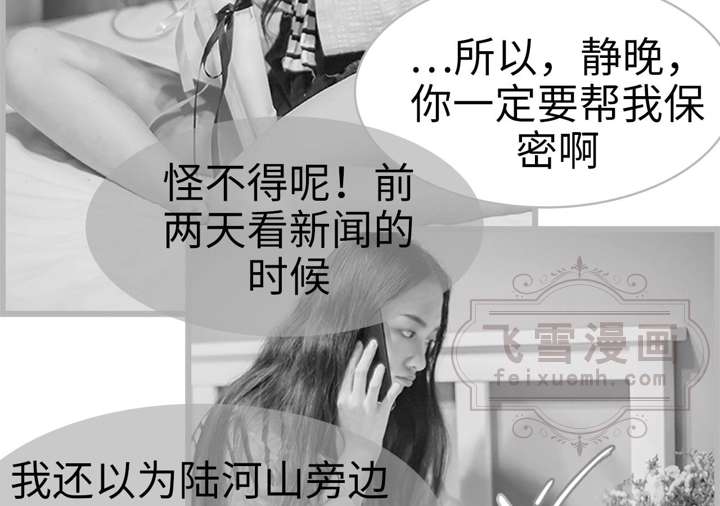 …所以，静晚，
你一定要帮我保
密啊
怪不得呢！前
两天看新闻的
时候
飞雪漫画
feixuemh.com
我还以为陆河山旁边